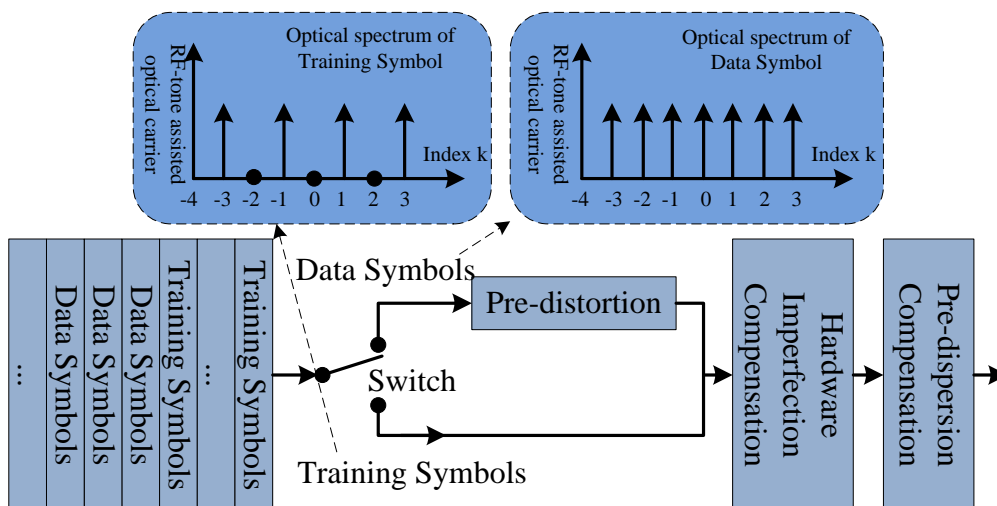 Optical spectrum of
Training Symbol
RF-tone assisted
optical carrier
Index k
-4
-3
-2
-1
0
1
2
3
Optical spectrum of
Data Symbol
RF-tone assisted
optical carrier
Index k
-4
-3
-2
-1
0
1
2
3
...
Data Symbols
Data Symbols
Data Symbols
Training Symbols
...
Training Symbols
Data Symbols
Pre-distortion
Switch
Training Symbols
Hardware
Imperfection
Compensation
Pre-dispersion
Compensation